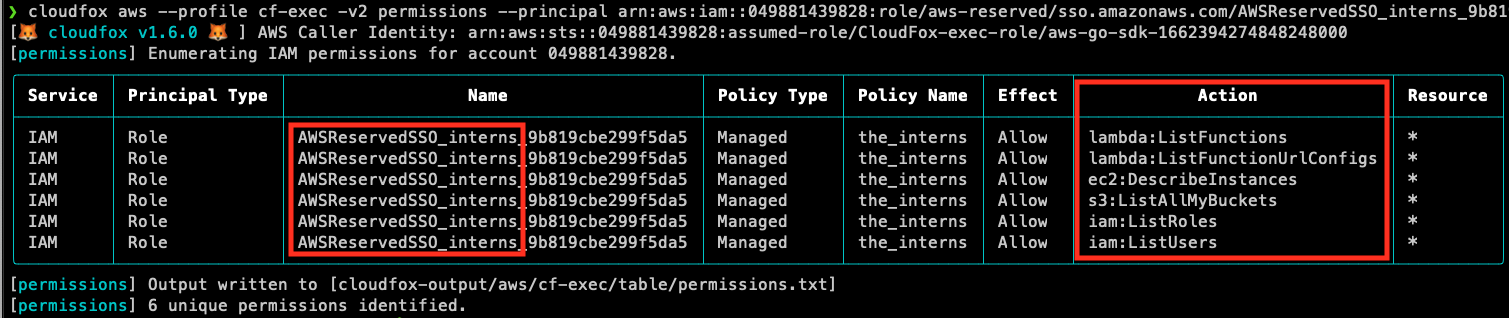 ❯ cloudfox aws --profile cf-exec -v2 permissions --principal arn:aws:iam::049881439828:role/aws-reserved/sso.amazonaws.com/AWSReservedSSO_interns_9b81
[🦊 cloudfox v1.6.0 🦊 ] AWS Caller Identity: arn:aws:sts::049881439828:assumed-role/CloudFox-exec-role/aws-go-sdk-1662394274848248000
[permissions] Enumerating IAM permissions for account 049881439828.
Service Principal Type Name Policy Type Policy Name Effect Action Resource
IAM Role AWSReservedSSO_interns_9b819cbe299f5da5 Managed the_interns Allow lambda:ListFunctions *
IAM Role AWSReservedSSO_interns_9b819cbe299f5da5 Managed the_interns Allow lambda:ListFunctionUrlConfigs *
IAM Role AWSReservedSSO_interns_9b819cbe299f5da5 Managed the_interns Allow ec2:DescribeInstances *
IAM Role AWSReservedSSO_interns_9b819cbe299f5da5 Managed the_interns Allow s3:ListAllMyBuckets *
IAM Role AWSReservedSSO_interns_9b819cbe299f5da5 Managed the_interns Allow iam:ListRoles *
IAM Role AWSReservedSSO_interns_9b819cbe299f5da5 Managed the_interns Allow iam:ListUsers *
[permissions] Output written to [cloudfox-output/aws/cf-exec/table/permissions.txt]
[permissions] 6 unique permissions identified.